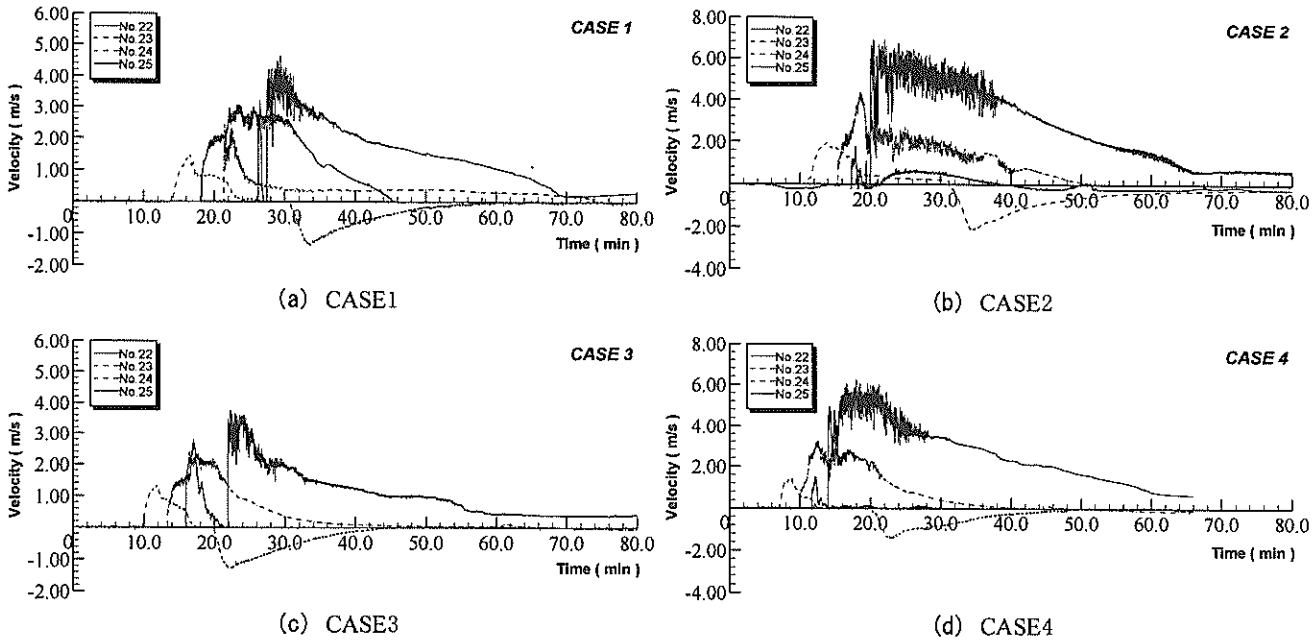 6.00
5.00
4.00
3.00
2.00
1.00
0
-1.00
-2.00
Velocity ( m/s )
No.22
No.23
No.24
No.25
CASE 1
10.0 20.0 30.0 40.0 50.0 60.0 70.0 80.0
Time ( min )
(a) CASE1
8.00
6.00
4.00
2.00
0
-2.00
-4.00
Velocity ( m/s )
No.22
No.23
No.24
No.25
CASE 2
10.0 20.0 30.0 40.0 50.0 60.0 70.0 80.0
Time ( min )
(b) CASE2
6.00
5.00
4.00
3.00
2.00
1.00
0
-1.00
-2.00
Velocity ( m/s )
No.22
No.23
No.24
No.25
CASE 3
10.0 20.0 30.0 40.0 50.0 60.0 70.0 80.0
Time ( min )
(c) CASE3
8.00
6.00
4.00
2.00
0
-2.00
-4.00
Velocity ( m/s )
No.22
No.23
No.24
No.25
CASE 4
10.0 20.0 30.0 40.0 50.0 60.0 70.0 80.0
Time ( min )
(d) CASE4